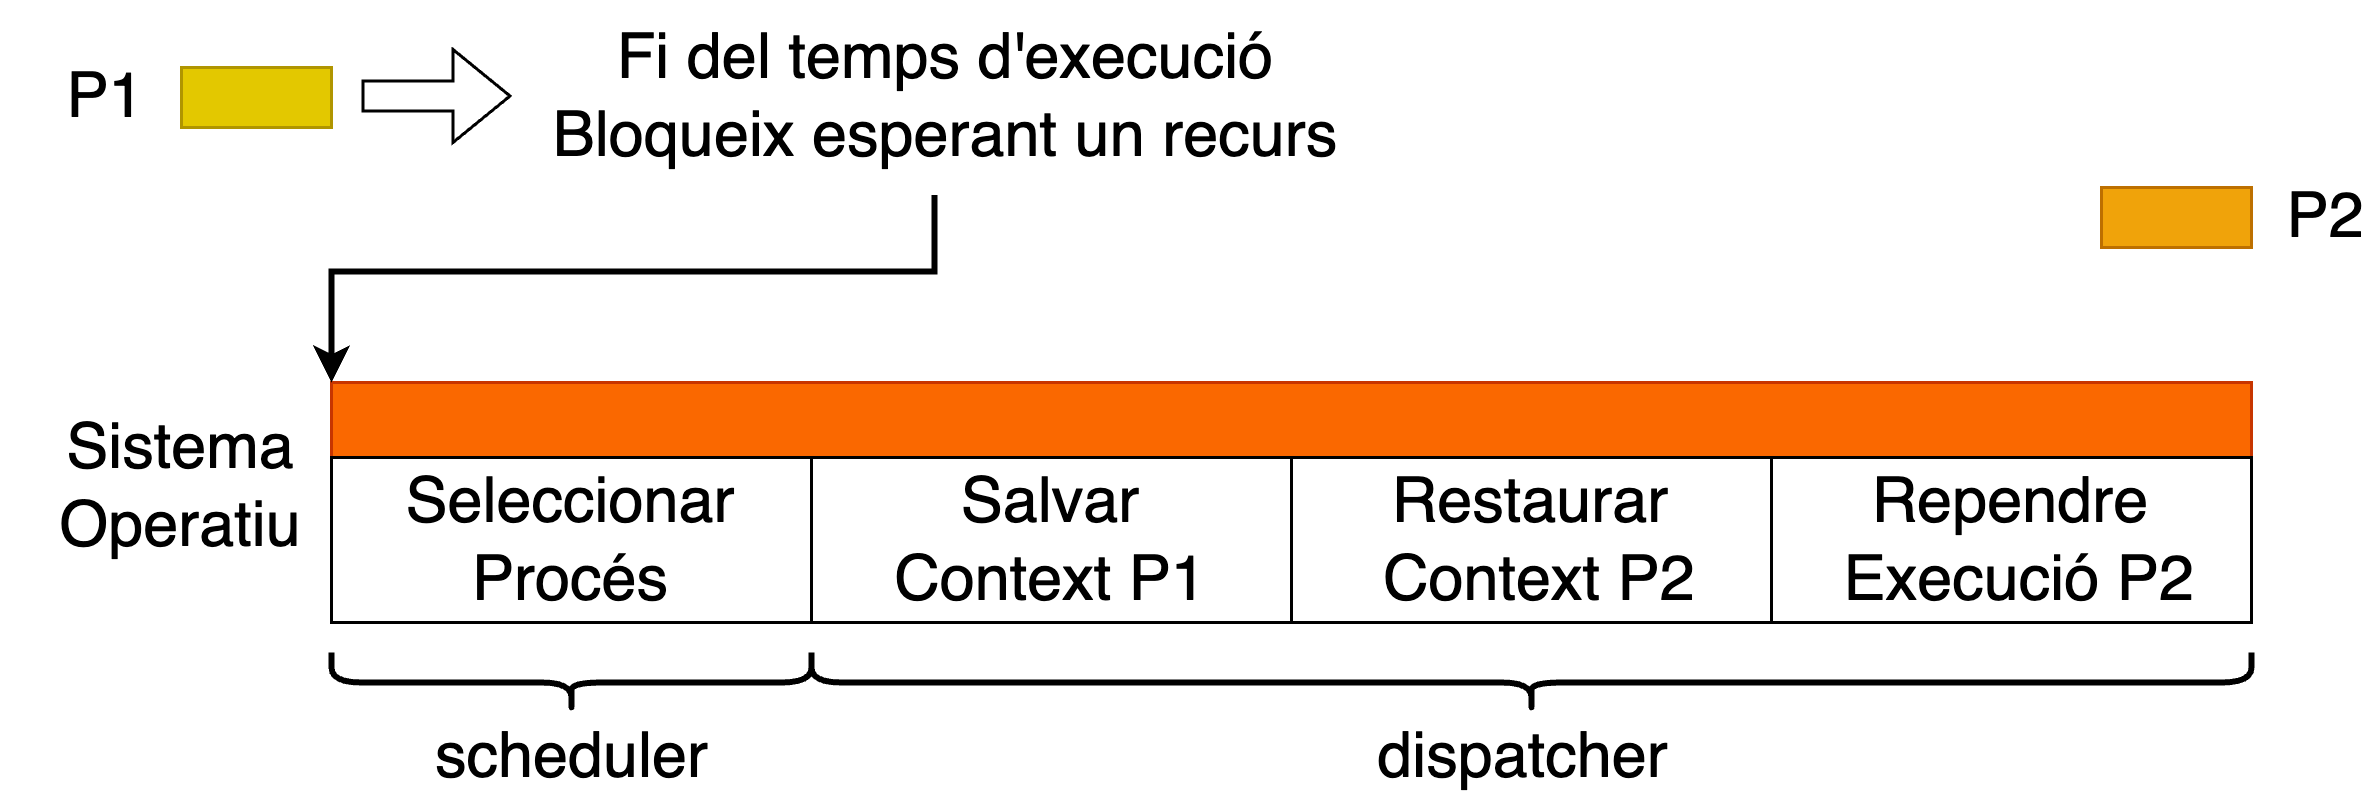 P1
Fi del temps d'execució
Bloqueix esperant un recurs
P2
Sistema
Operatiu
Seleccionar
Procés
Salvar
Context P1
Restaurar
Context P2
Rependre
Execució P2
scheduler
dispatcher